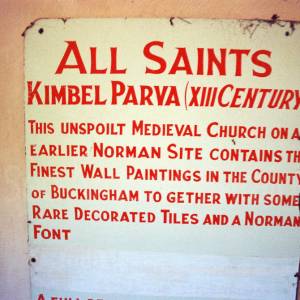 ALL SAINTS
KIMBEL PARVA (XIII CENTURY
THIS UNSPOILT MEDIEVAL CHURCH ON A
EARLIER NORMAN SITE CONTAINS TH
FINEST WALL PAINTINGS IN THE COUNTY
OF BUCKINGHAM TO GETHER WITH SOME
RARE DECORATED TILES AND A NORMAN
FONT
A FULL